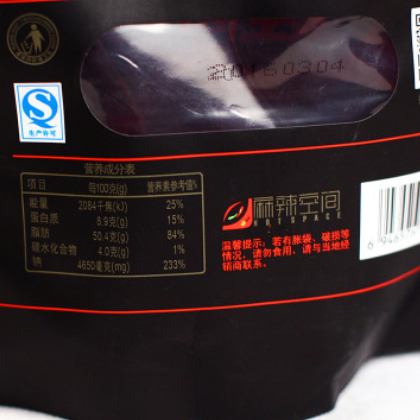 20160304
生产许可
营养成分表
项目 每100克(g) 营养素参考值%
能量 2084千焦(kJ) 25%
蛋白质 8.9克(g) 15%
脂肪 50.4克(g) 84%
碳水化合物 4.0克(g) 1%
钠 4650毫克(mg) 233%
麻辣空间
HOTSPACE
温馨提示：若有胀袋、破损等
情况，请勿食用，请与当地经
销商联系。